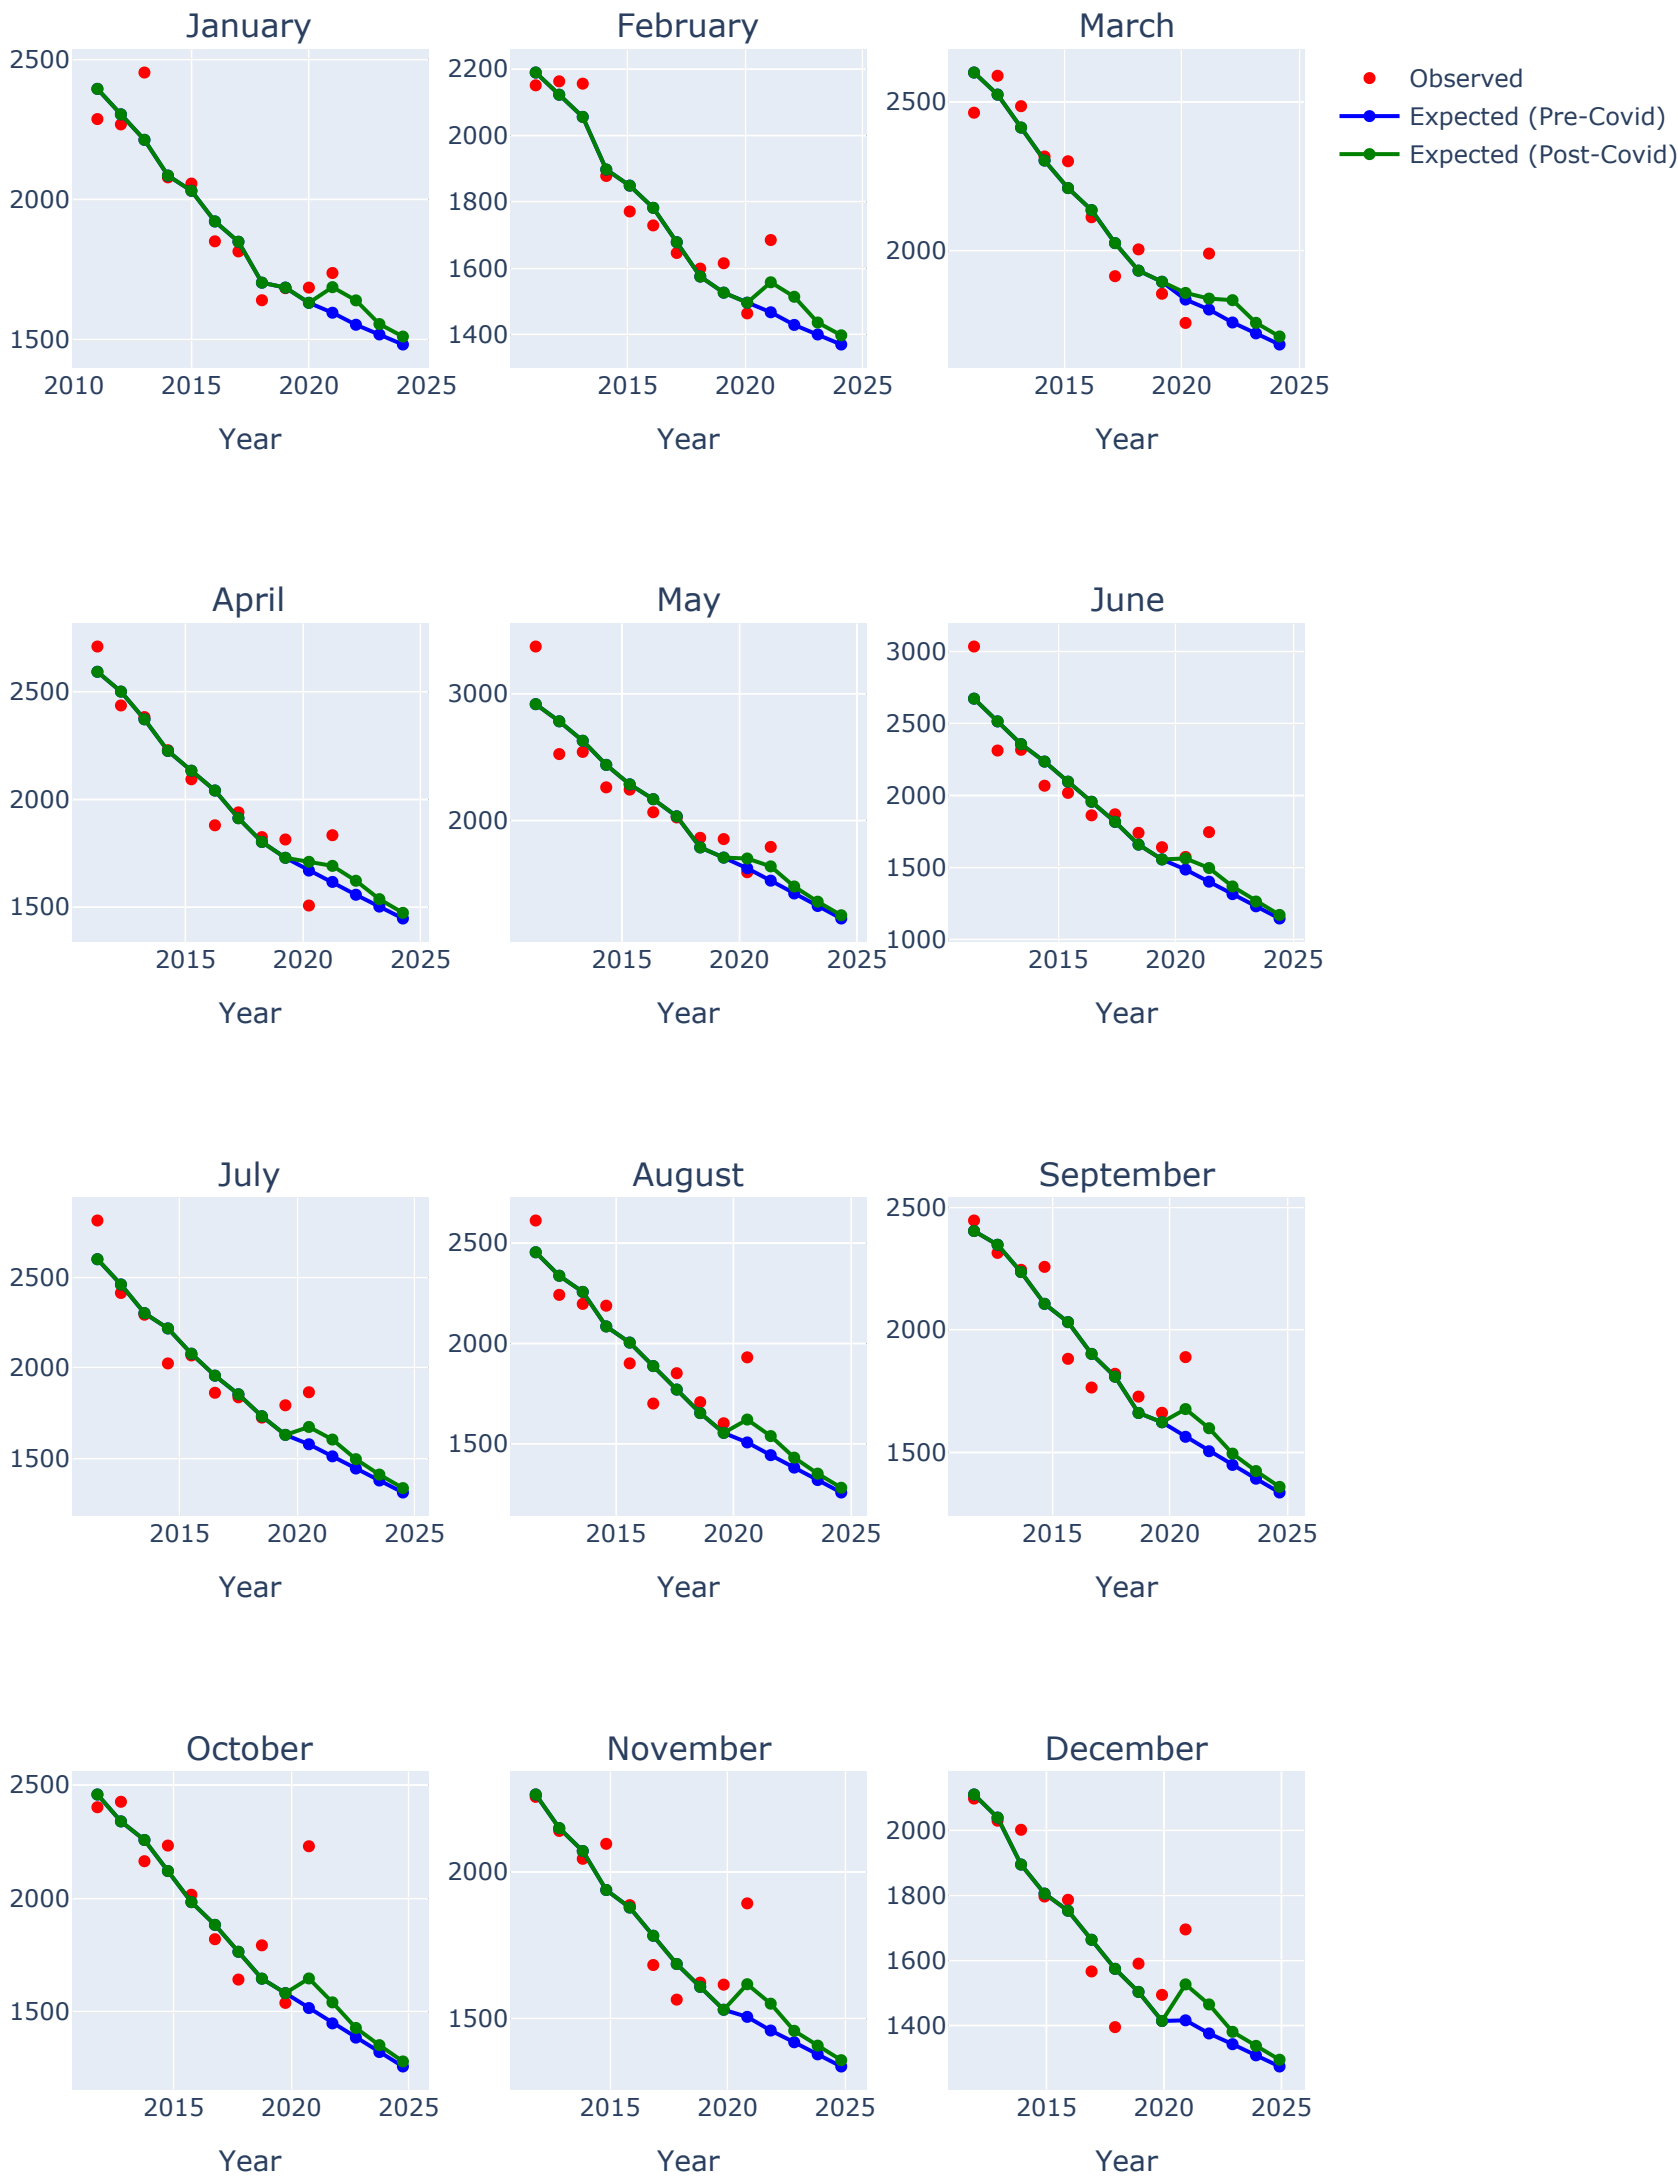 January
February
March
2500
2000
1500
2010
2015
2020
2025
Year
2200
2000
1800
1600
1400
2015
2020
2025
Year
2500
2000
2015
2020
2025
Year
Observed
Expected (Pre-Covid)
Expected (Post-Covid)
April
May
June
2500
2000
1500
2015
2020
2025
Year
3000
2000
2015
2020
2025
Year
3000
2500
2000
1500
1000
2015
2020
2025
Year
July
August
September
2500
2000
1500
2015
2020
2025
Year
2500
2000
1500
2015
2020
2025
Year
2500
2000
1500
2015
2020
2025
Year
October
November
December
2500
2000
1500
2015
2020
2025
Year
2000
1500
2015
2020
2025
Year
2000
1800
1600
1400
2015
2020
2025
Year